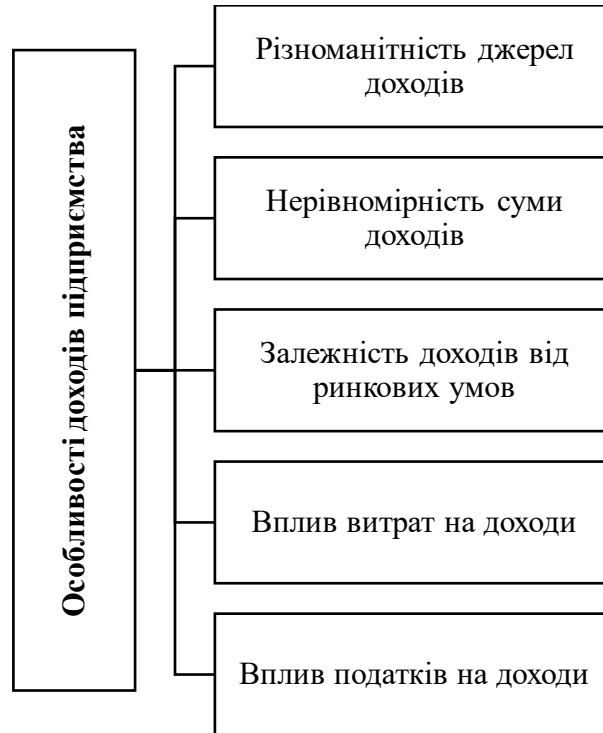 Особливості доходів підприємства
Різноманітність джерел
доходів
Нерівномірність суми
доходів
Залежність доходів від
ринкових умов
Вплив витрат на доходи
Вплив податків на доходи